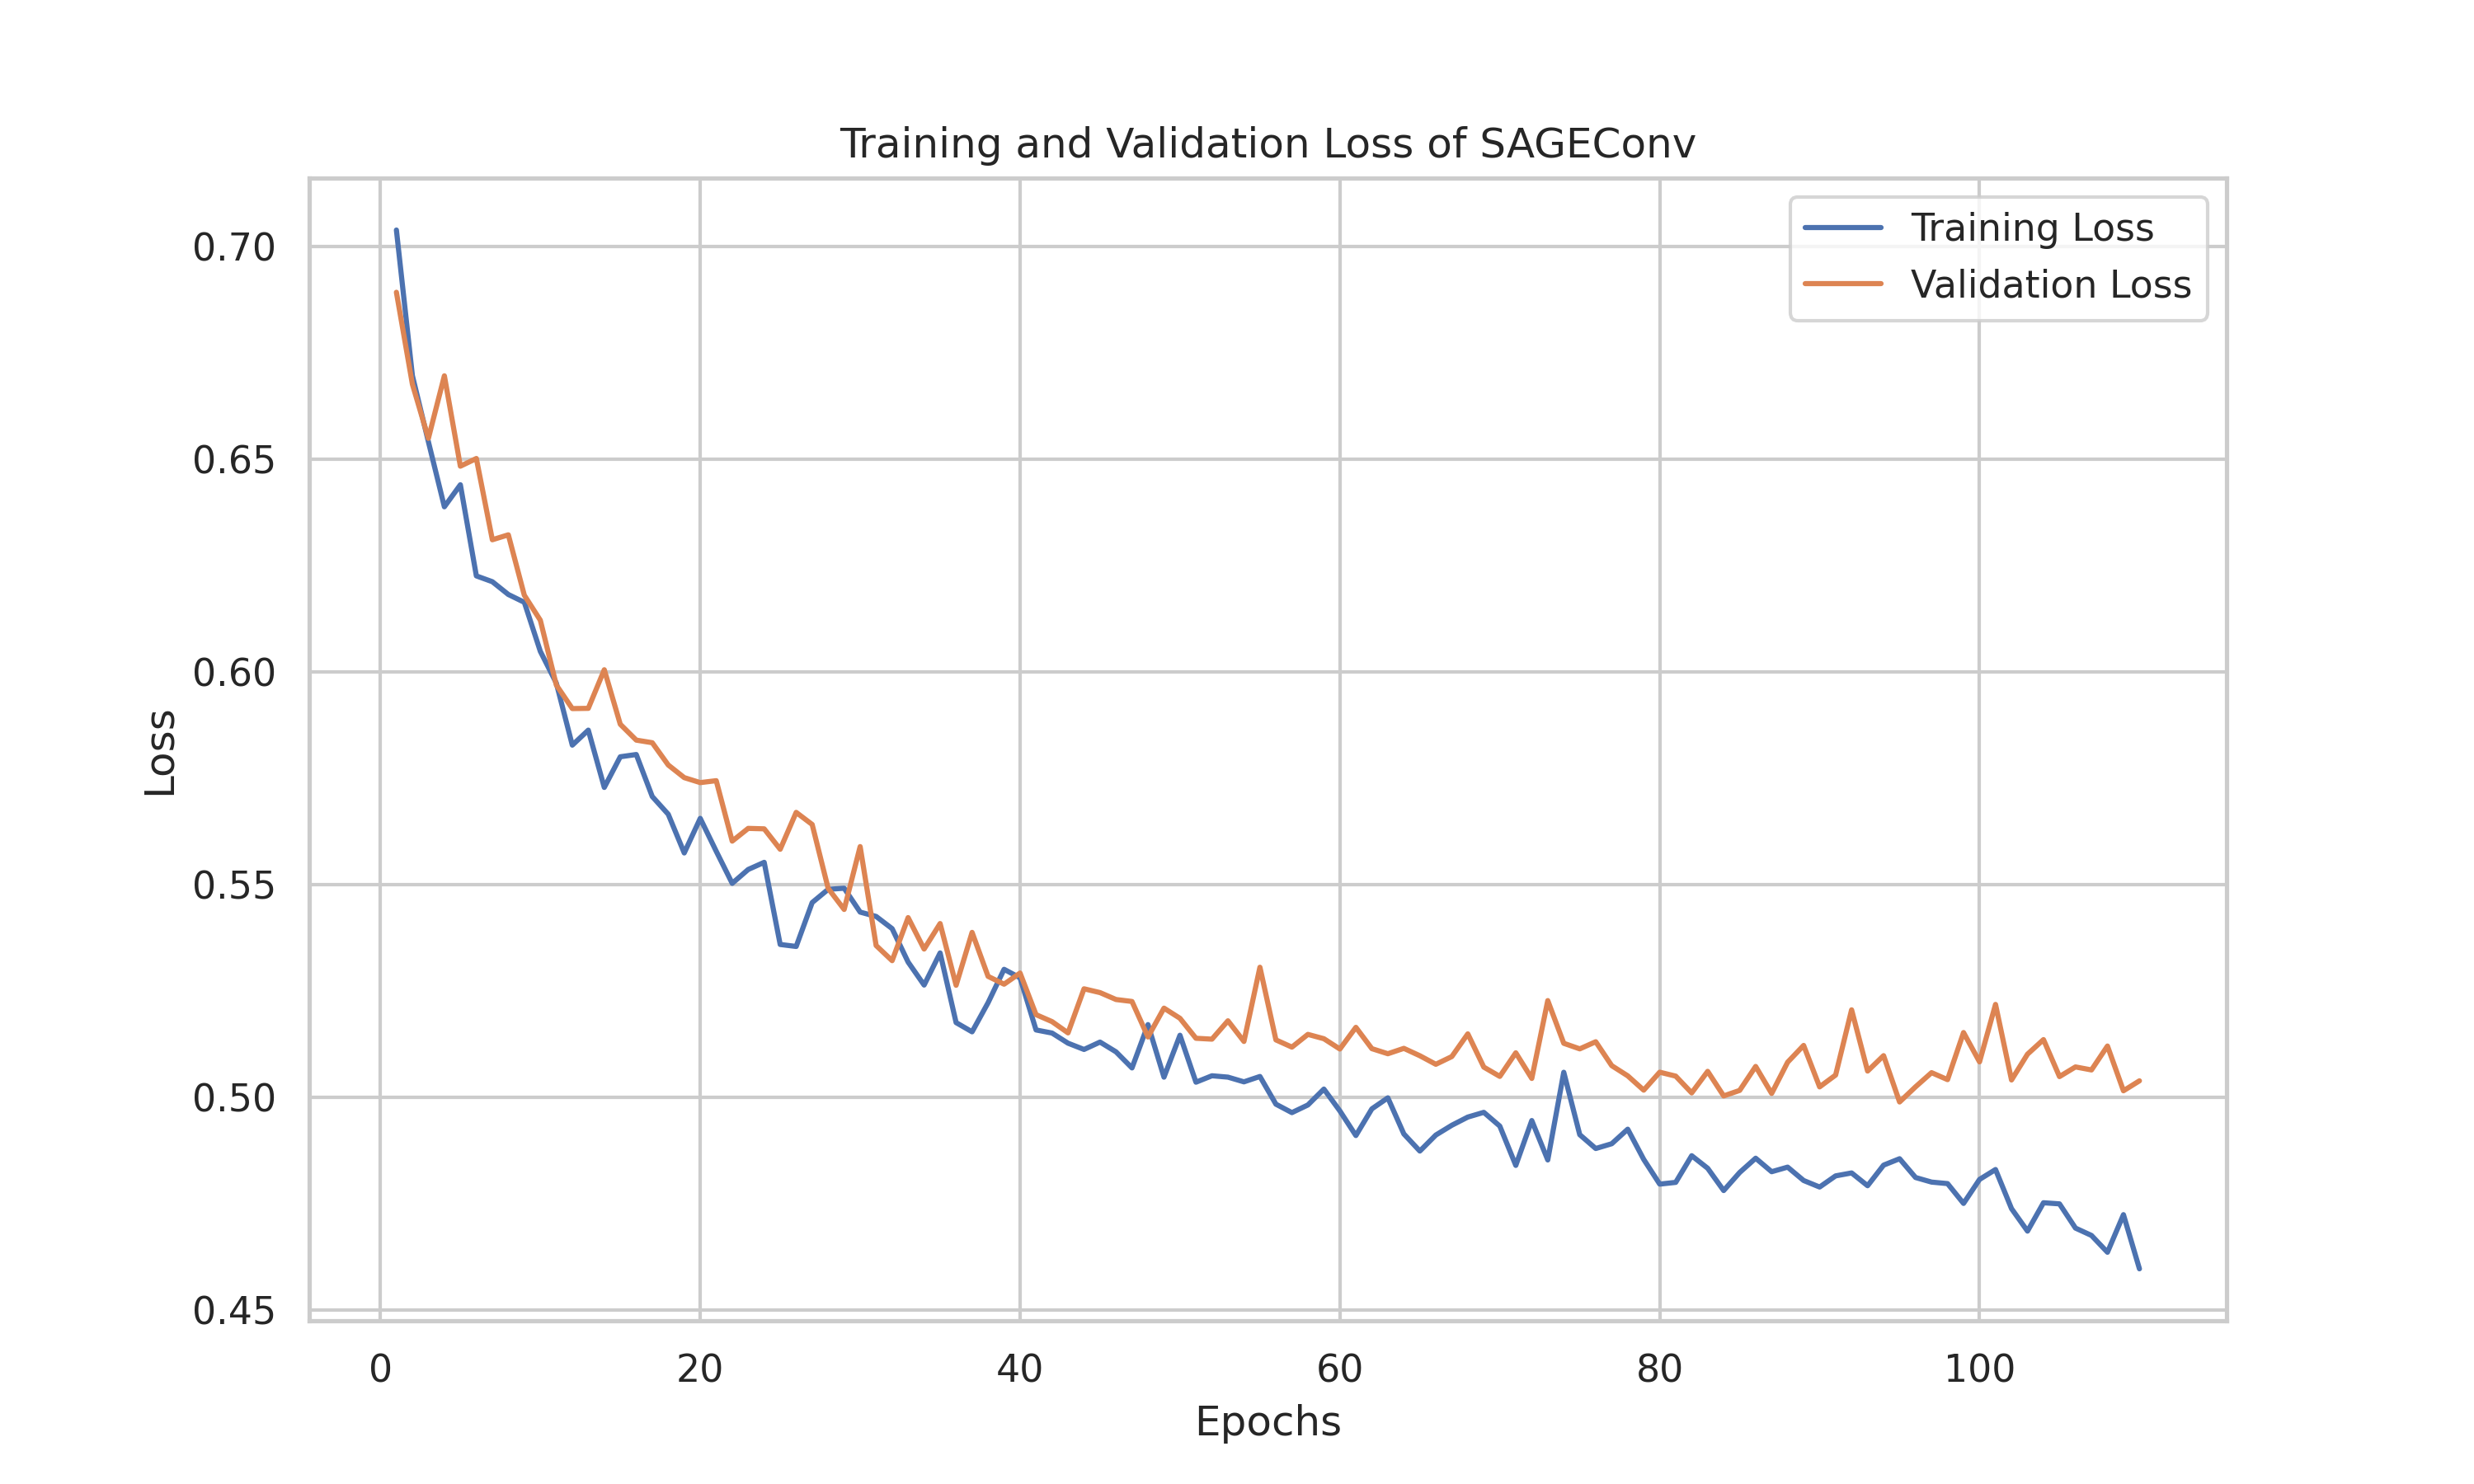 Training and Validation Loss of SAGEConv
Training Loss
Validation Loss
0.70
0.65
0.60
0.55
0.50
0.45
Loss
0 20 40 60 80 100
Epochs